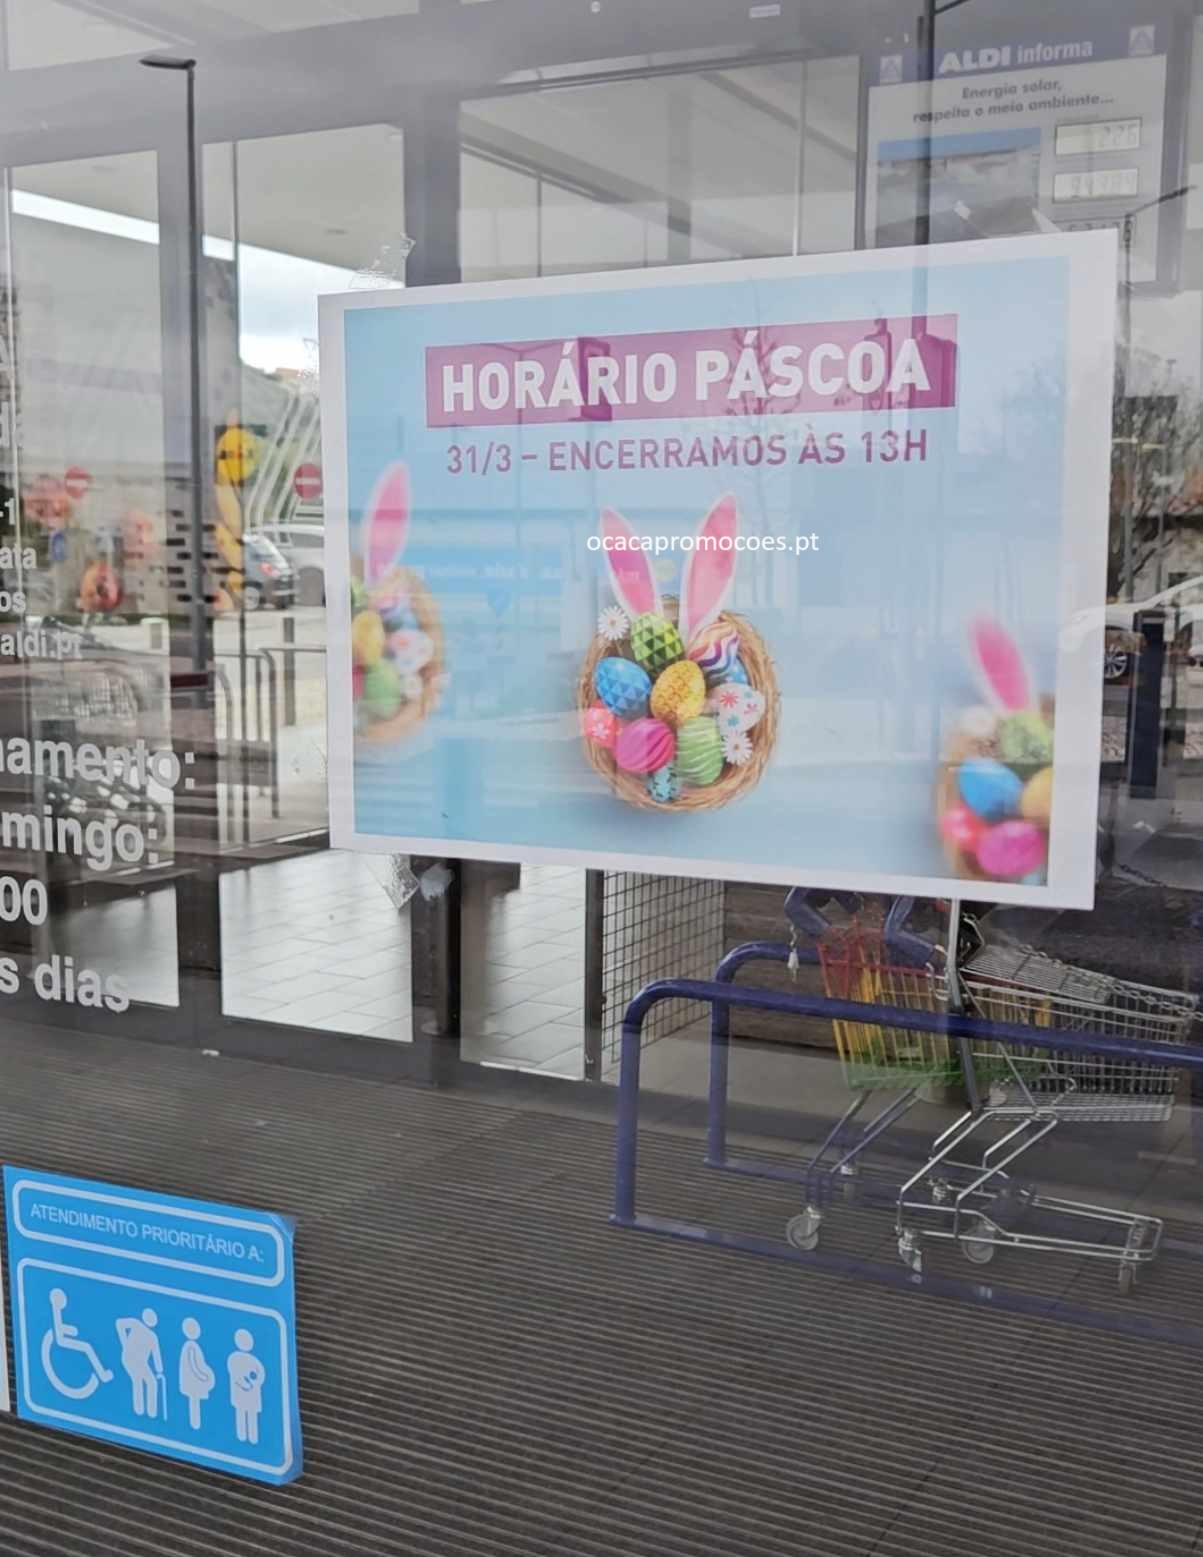 ALDI informa
Energia solar,
respeita o meio ambiente...
HORÁRIO PÁSCOA
31/3 – ENCERRAMOS ÀS 13H
ocacapromocoes.pt
aldi.pt
namento:
mingo:
00
s dias
ATENDIMENTO PRIORITÁRIO A: